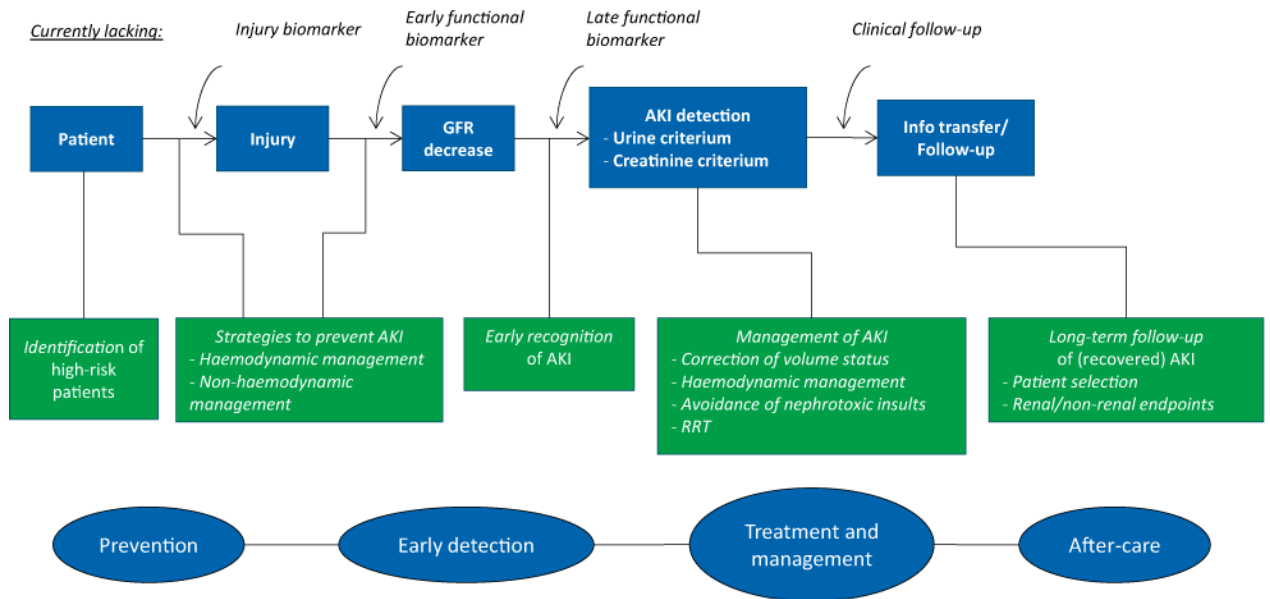 Currently lacking:
Injury biomarker
Early functional
biomarker
Late functional
biomarker
Clinical follow-up
Patient
Injury
GFR
decrease
AKI detection
- Urine criterium
- Creatinine criterium
Info transfer/
Follow-up
Identification of
high-risk
patients
Strategies to prevent AKI
- Haemodynamic management
- Non-haemodynamic
management
Early recognition
of AKI
Management of AKI
- Correction of volume status
- Haemodynamic management
- Avoidance of nephrotoxic insults
- RRT
Long-term follow-up
of (recovered) AKI
- Patient selection
- Renal/non-renal endpoints
Prevention
Early detection
Treatment and
management
After-care